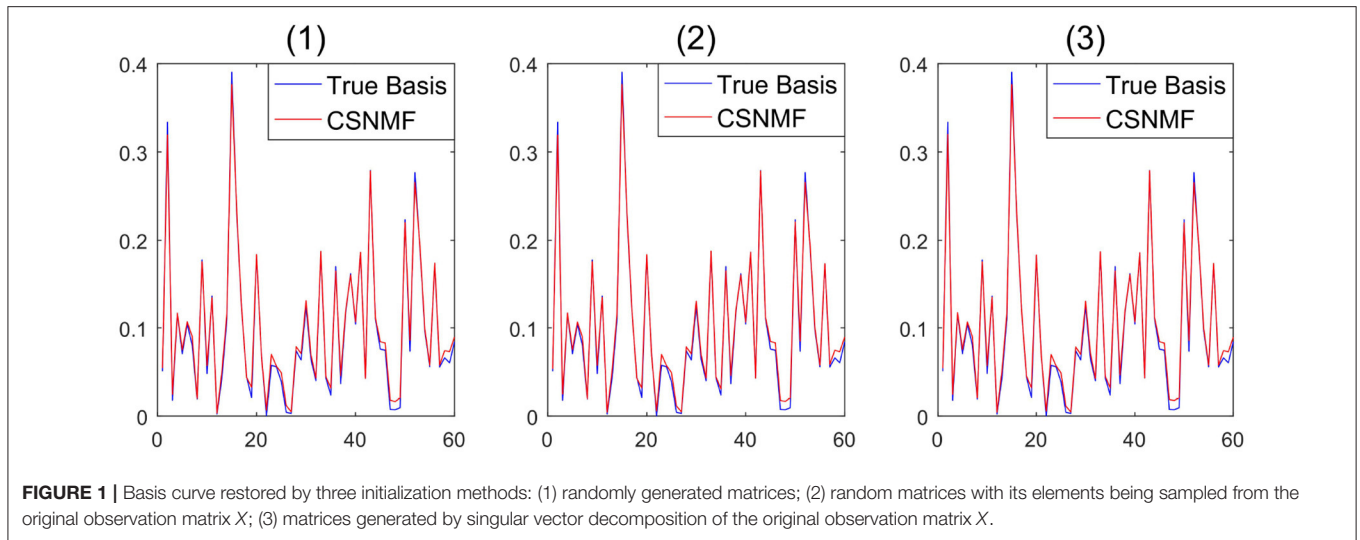 (1) (2) (3)
0.4 True Basis 0.4 True Basis 0.4 True Basis
CSNMF CSNMF CSNMF
0.3 0.3 0.3
0.2 0.2 0.2
0.1 0.1 0.1
0 0 0
0 20 40 60 0 20 40 60 0 20 40 60
FIGURE 1 | Basis curve restored by three initialization methods: (1) randomly generated matrices; (2) random matrices with its elements being sampled from the
original observation matrix X; (3) matrices generated by singular vector decomposition of the original observation matrix X.